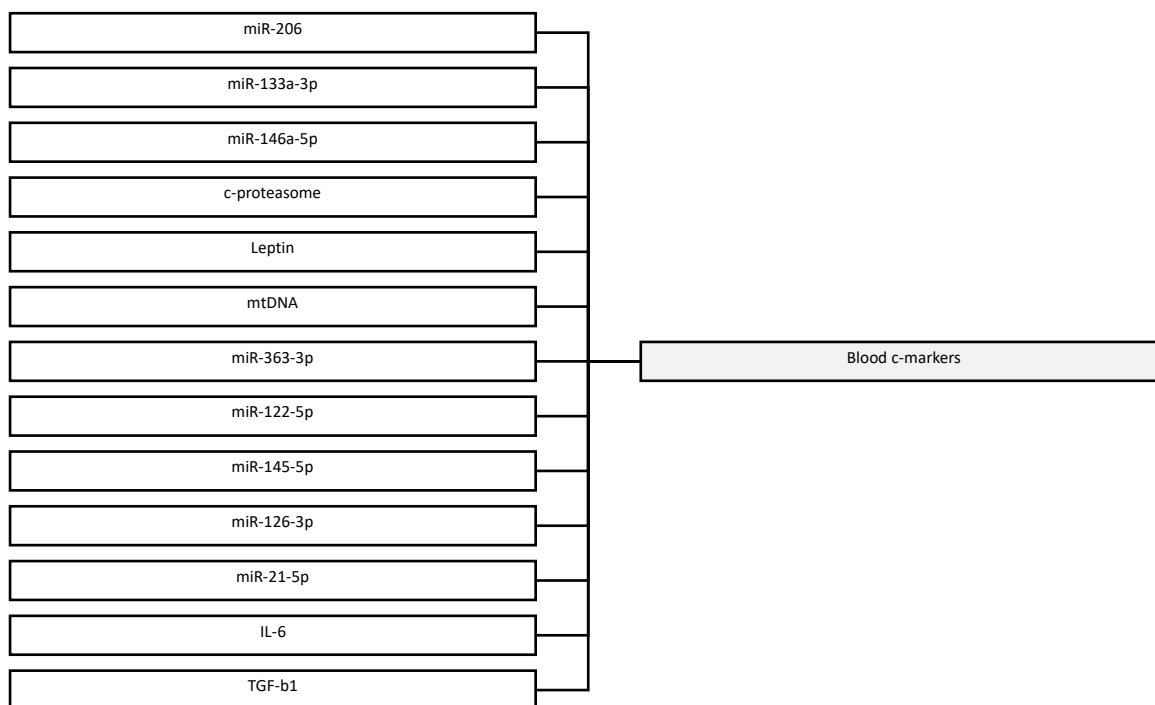 miR-206
miR-133a-3p
miR-146a-5p
c-proteasome
Leptin
mtDNA
miR-363-3p
Blood c-markers
miR-122-5p
miR-145-5p
miR-126-3p
miR-21-5p
IL-6
TGF-b1